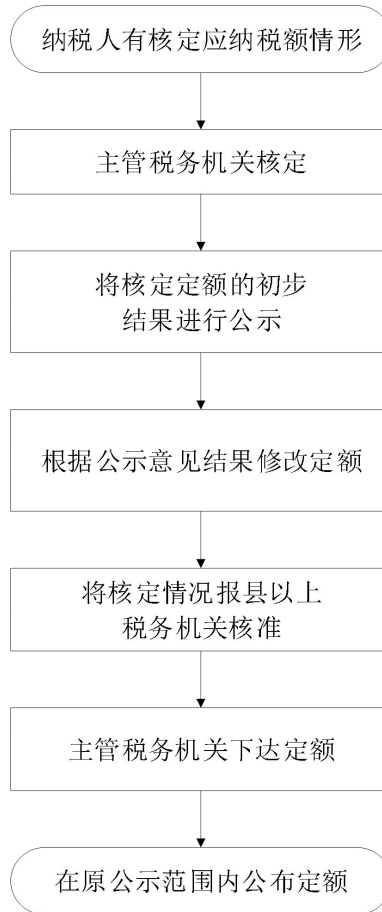 纳税人有核定应纳税额情形
主管税务机关核定
将核定定额的初步
结果进行公示
根据公示意见结果修改定额
将核定情况报县以上
税务机关核准
主管税务机关下达定额
在原公示范围内公布定额